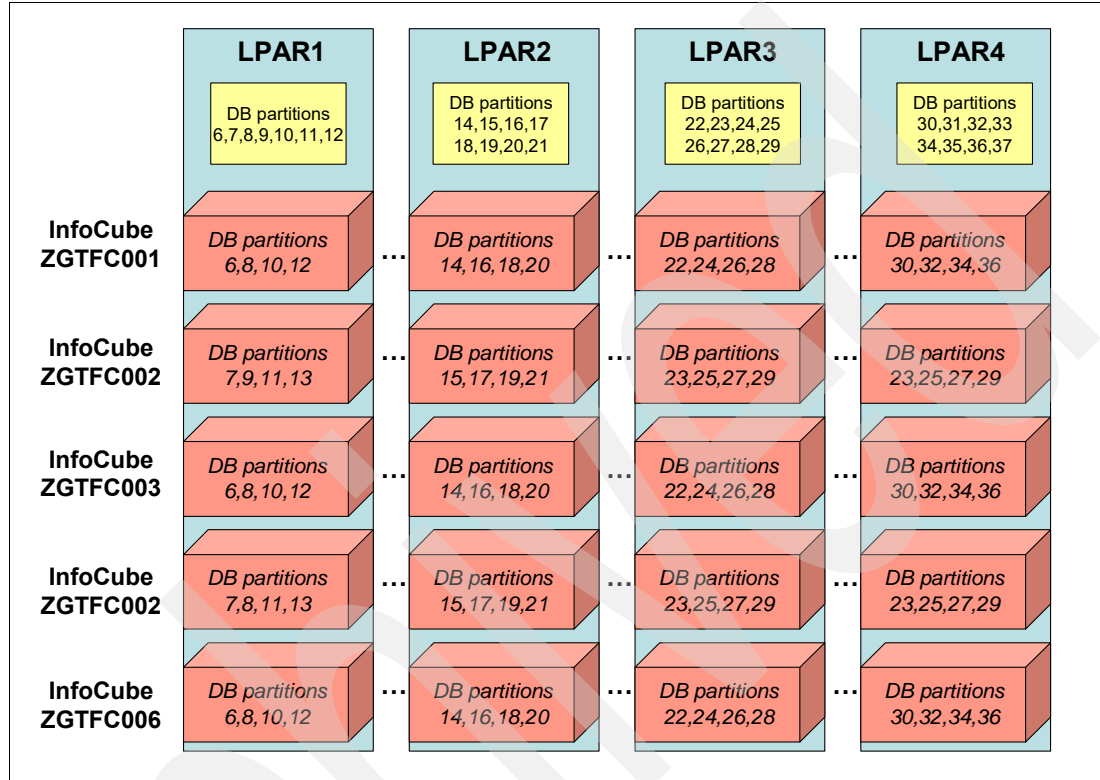 LPAR1
LPAR2
LPAR3
LPAR4
DB partitions
6,7,8,9,10,11,12
DB partitions
14,15,16,17
18,19,20,21
DB partitions
22,23,24,25
26,27,28,29
DB partitions
30,31,32,33
34,35,36,37
InfoCube
ZGTFC001
DB partitions
6,8,10,12
...
DB partitions
14,16,18,20
...
DB partitions
22,24,26,28
...
DB partitions
30,32,34,36
InfoCube
ZGTFC002
DB partitions
7,9,11,13
...
DB partitions
15,17,19,21
...
DB partitions
23,25,27,29
...
DB partitions
23,25,27,29
InfoCube
ZGTFC003
DB partitions
6,8,10,12
...
DB partitions
14,16,18,20
...
DB partitions
22,24,26,28
...
DB partitions
30,32,34,36
InfoCube
ZGTFC002
DB partitions
7,8,11,13
...
DB partitions
15,17,19,21
...
DB partitions
23,25,27,29
...
DB partitions
23,25,27,29
InfoCube
ZGTFC006
DB partitions
6,8,10,12
...
DB partitions
14,16,18,20
...
DB partitions
22,24,26,28
...
DB partitions
30,32,34,36